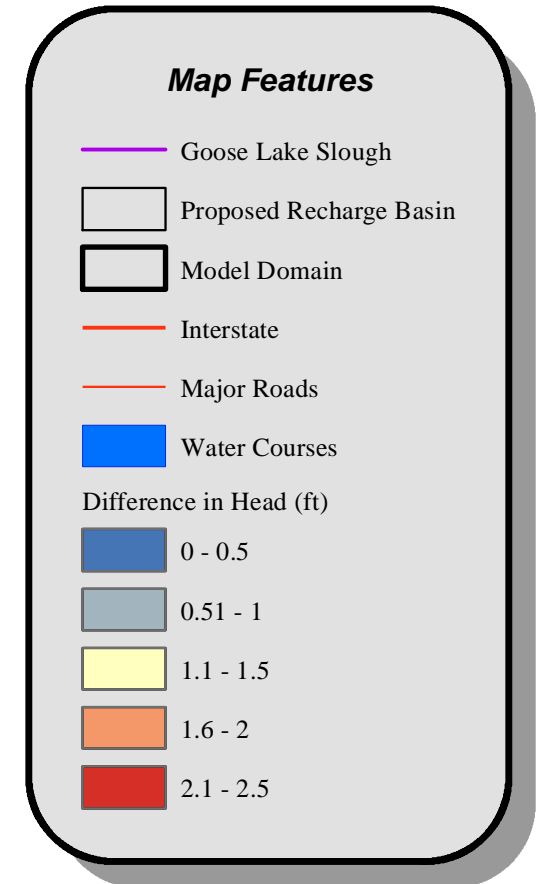 Map Features
Goose Lake Slough
Proposed Recharge Basin
Model Domain
Interstate
Major Roads
Water Courses
Difference in Head (ft)
0 - 0.5
0.51 - 1
1.1 - 1.5
1.6 - 2
2.1 - 2.5